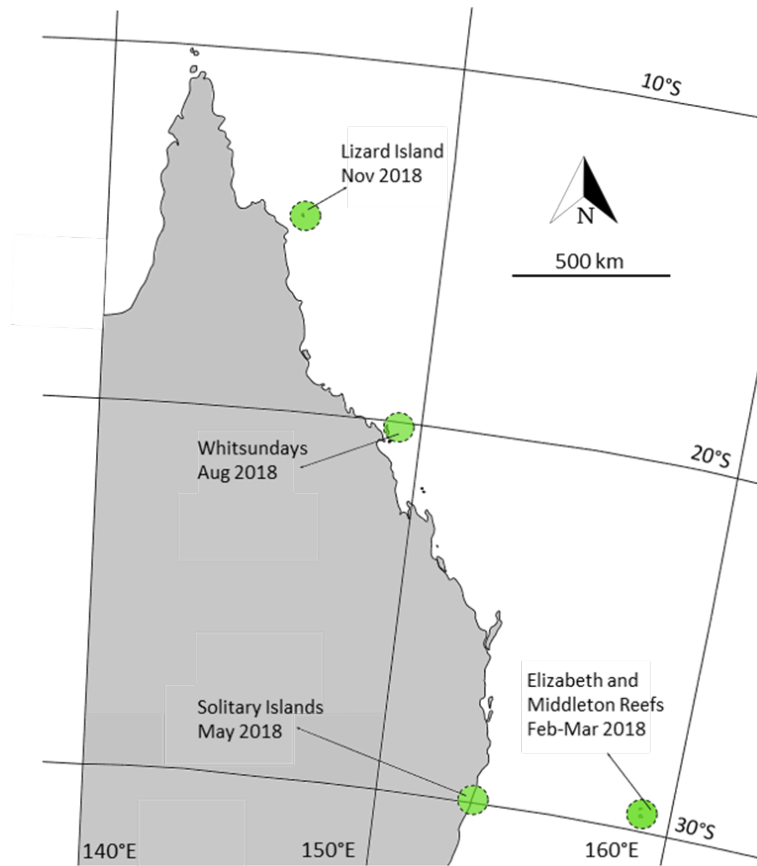 10°S
Lizard Island
Nov 2018
N
500 km
Whitsundays
Aug 2018
20°S
Elizabeth and
Middleton Reefs
Feb-Mar 2018
Solitary Islands
May 2018
30°S
140°E
150°E
160°E